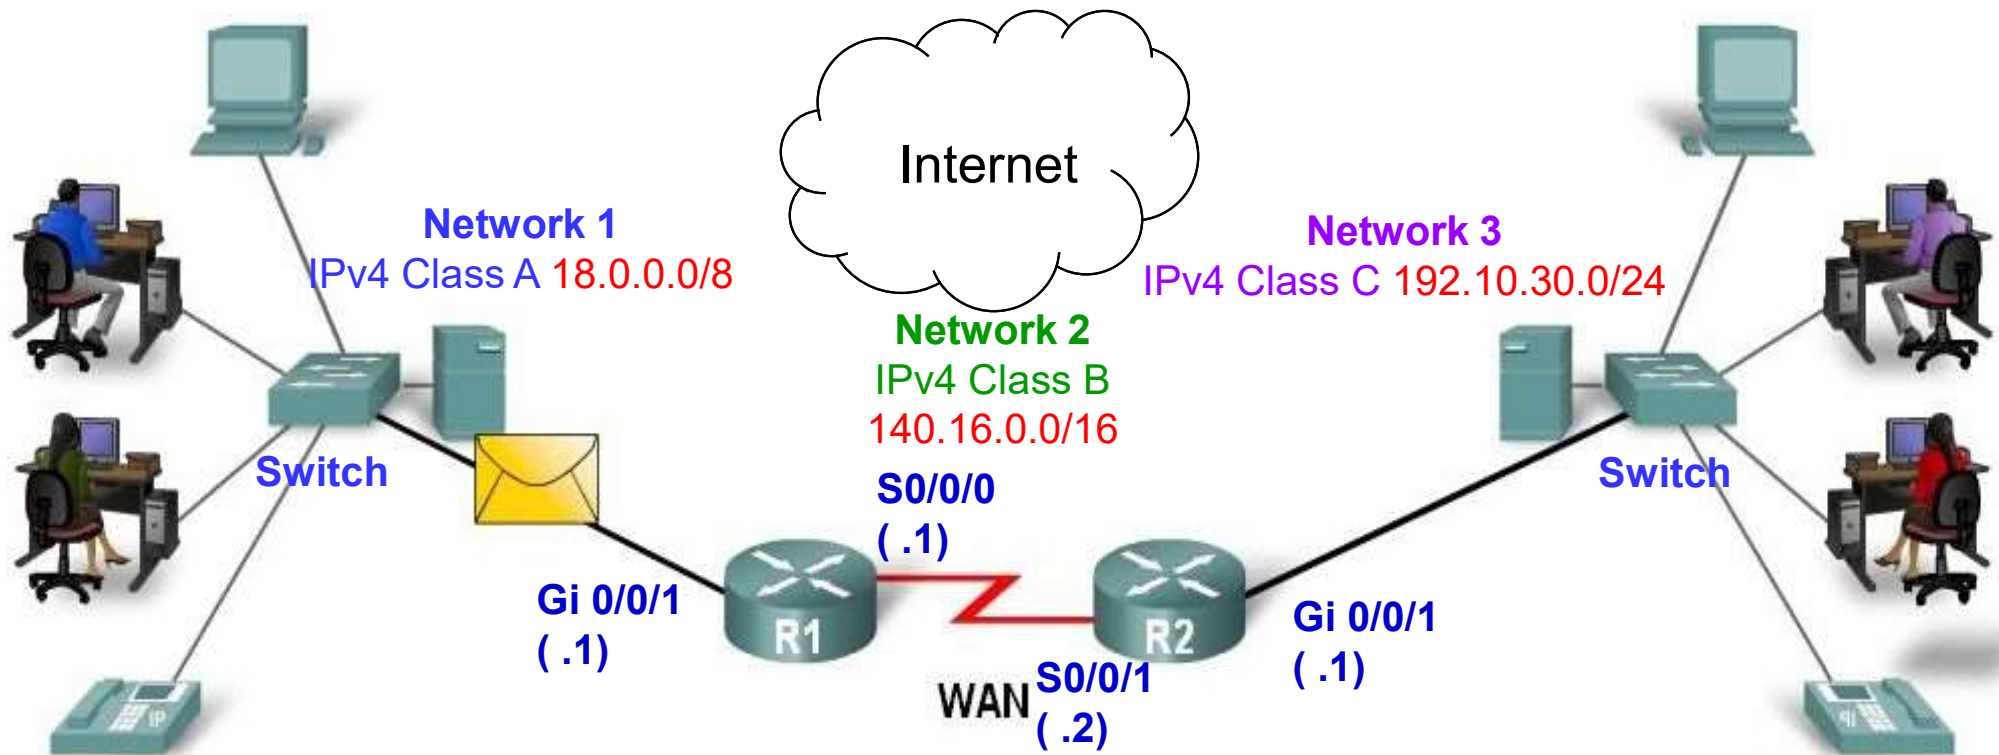 Internet
Network 1
IPv4 Class A 18.0.0.0/8
Network 3
IPv4 Class C 192.10.30.0/24
Network 2
IPv4 Class B
140.16.0.0/16
Switch
Switch
S0/0/0
( .1)
Gi 0/0/1
( .1)
R1
R2
Gi 0/0/1
( .1)
WAN
S0/0/1
( .2)
IP
IP